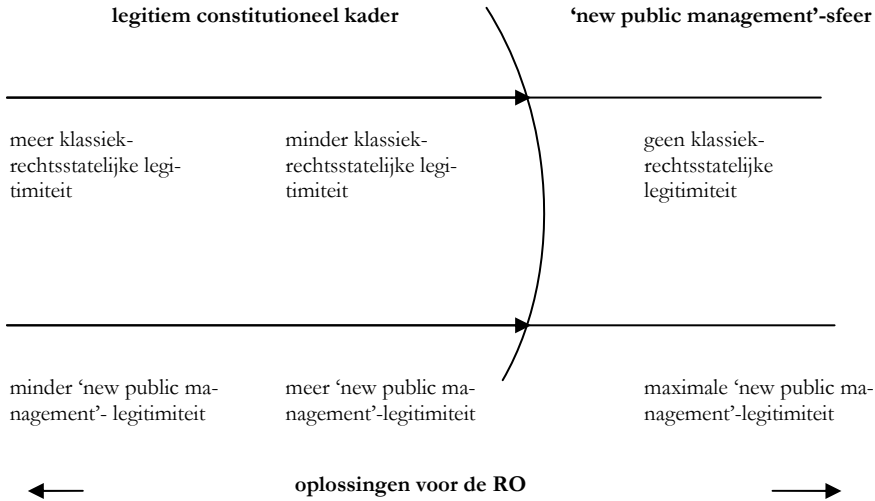 legitiem constitutioneel kader
‘new public management’-sfeer
meer klassiek-
rechtsstatelijke legi-
timiteit
minder klassiek-
rechtsstatelijke legi-
timiteit
geen klassiek-
rechtsstatelijke
legitimiteit
minder ‘new public ma-
nagement’- legitimiteit
meer ‘new public ma-
nagement’-legitimiteit
maximale ‘new public ma-
nagement’-legitimiteit
oplossingen voor de RO